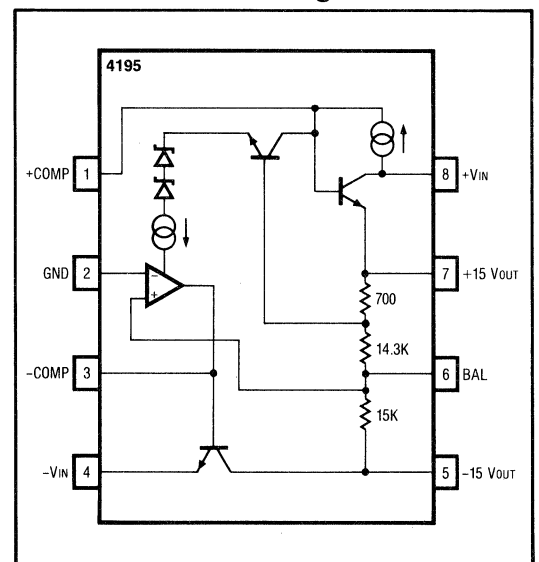 4195
+COMP 1
8 +VIN
GND 2
7 +15 VOUT
700
14.3K
-COMP 3
6 BAL
15K
-VIN 4
5 -15 VOUT